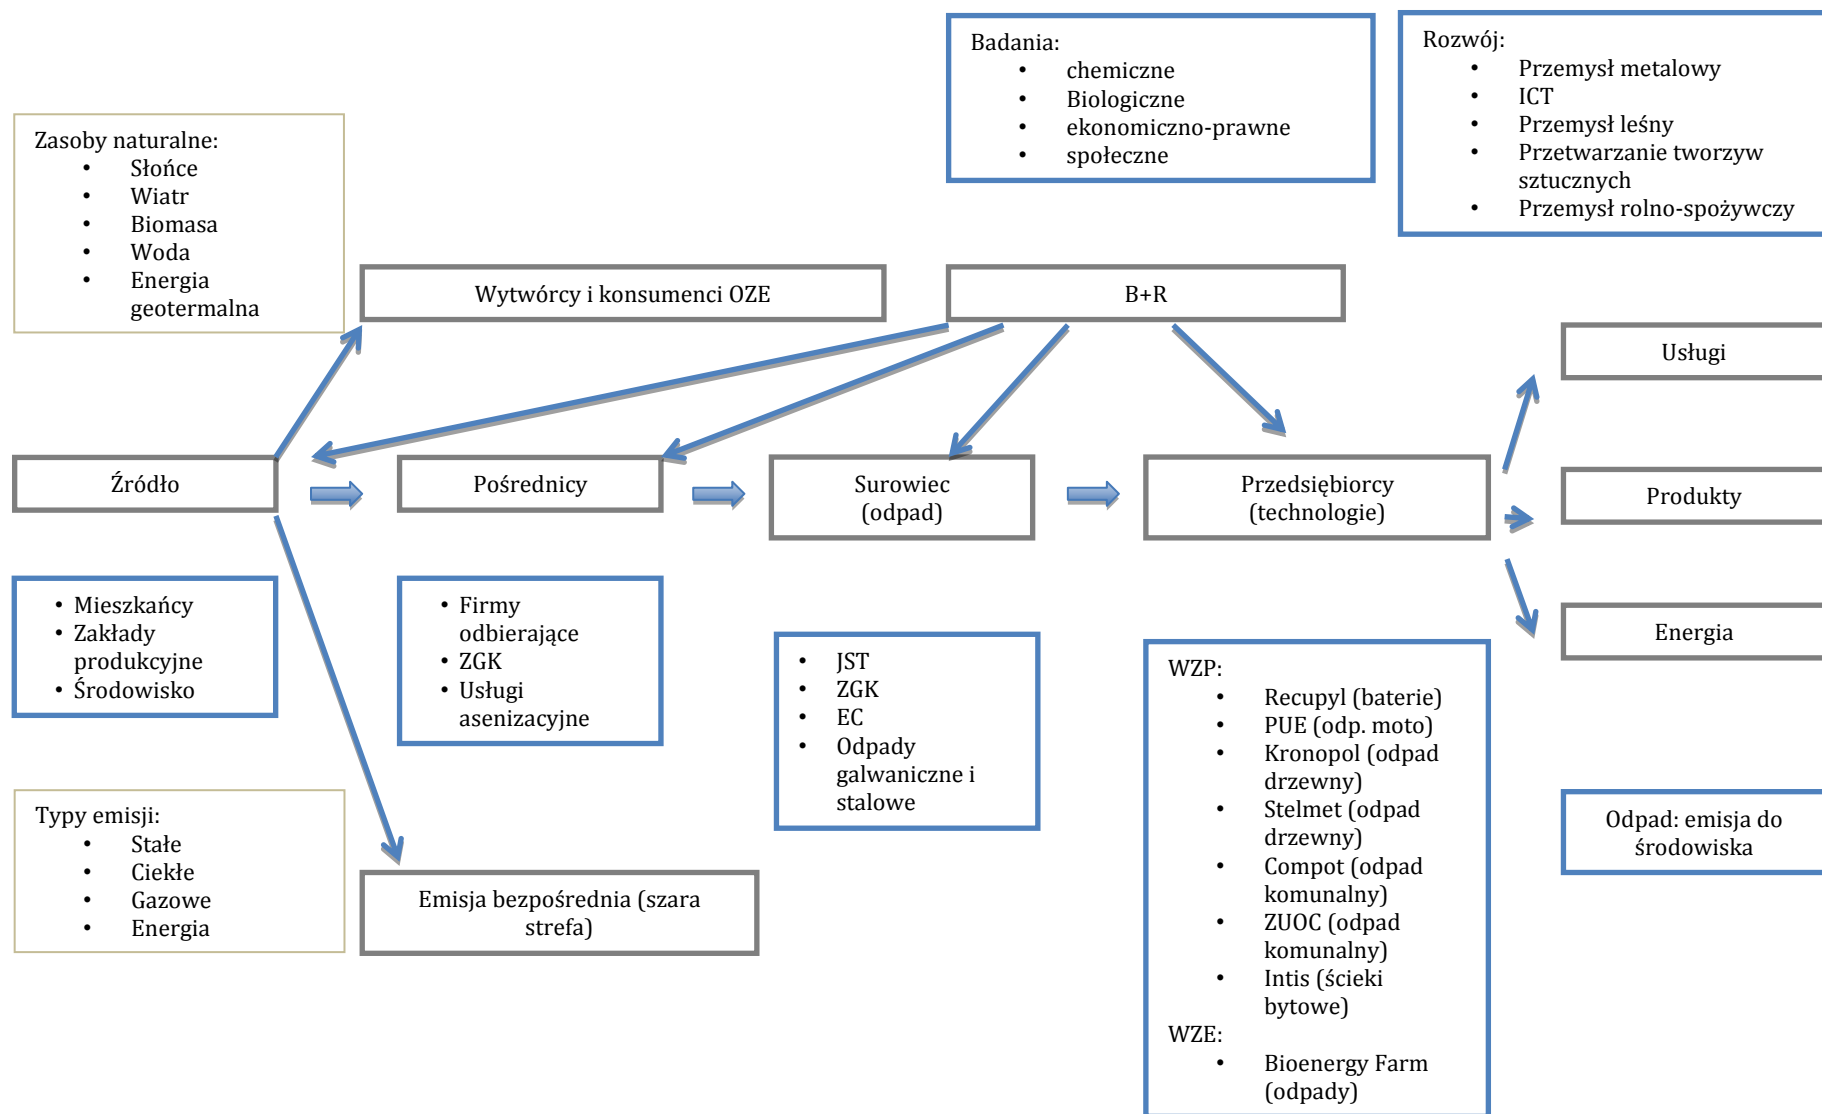 Badania:
• chemiczne
• Biologiczne
• ekonomiczno-prawne
• społeczne
Rozwój:
• Przemysł metalowy
• ICT
• Przemysł leśny
• Przetwarzanie tworzyw
sztucznych
• Przemysł rolno-spożywczy
Zasoby naturalne:
• Słońce
• Wiatr
• Biomasa
• Woda
• Energia
geotermalna
Wytwórcy i konsumenci OZE
B+R
Usługi
Źródło
Pośrednicy
Surowiec
(odpad)
Przedsiębiorcy
(technologie)
Produkty
Energia
• Mieszkańcy
• Zakłady
produkcyjne
• Środowisko
• Firmy
odbierające
• ZGK
• Usługi
asenizacyjne
• JST
• ZGK
• EC
• Odpady
galwaniczne i
stalowe
WZP:
• Recupyl (baterie)
• PUE (odp. moto)
• Kronopol (odpad
drzewny)
• Stelmet (odpad
drzewny)
• Compot (odpad
komunalny)
• ZUOC (odpad
komunalny)
• Intis (ścieki
bytowe)
WZE:
• Bioenergy Farm
(odpady)
Typy emisji:
• Stałe
• Ciekłe
• Gazowe
• Energia
Emisja bezpośrednia (szara
strefa)
Odpad: emisja do
środowiska